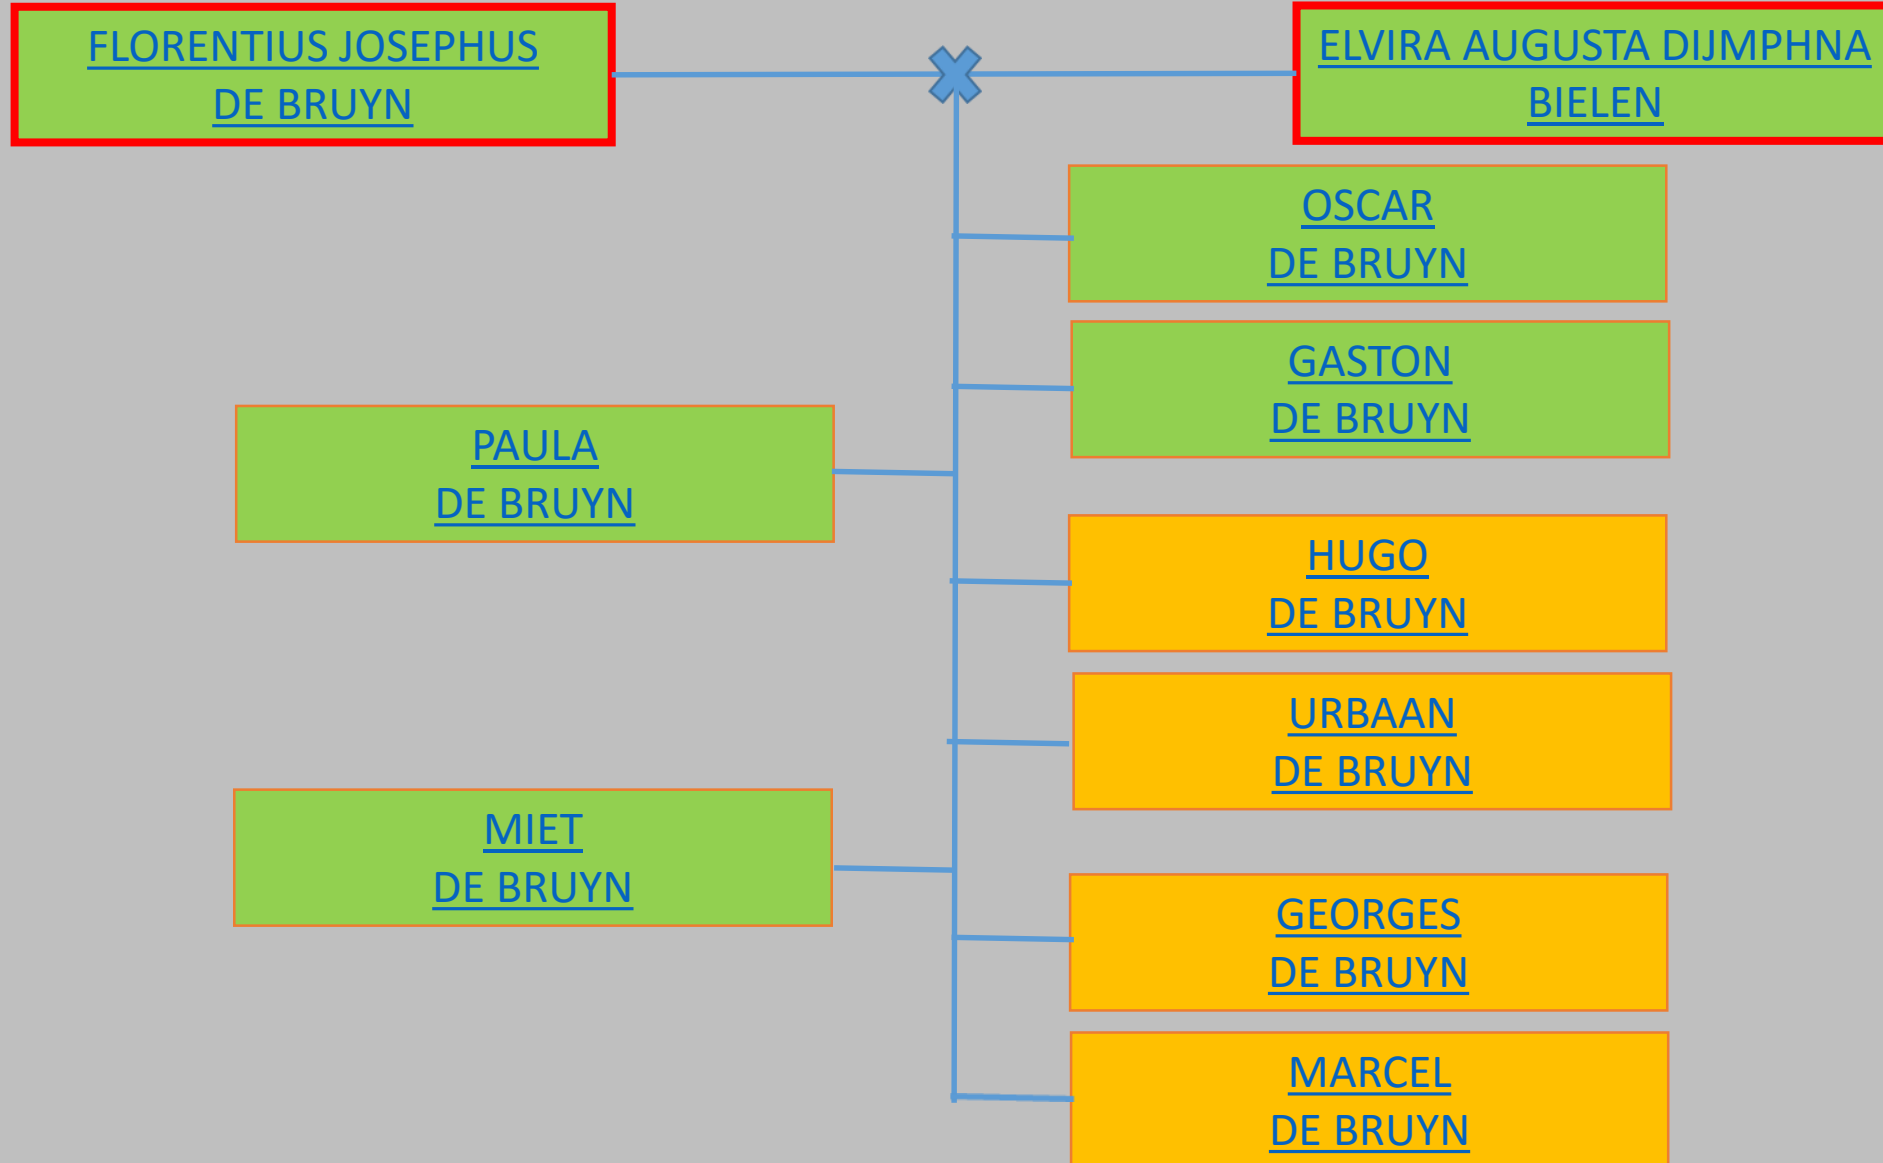 FLORENTIUS JOSEPHUS
DE BRUYN
ELVIRA AUGUSTA DIJMPHNA
BIELEN
OSCAR
DE BRUYN
GASTON
DE BRUYN
PAULA
DE BRUYN
HUGO
DE BRUYN
URBAAN
DE BRUYN
MIET
DE BRUYN
GEORGES
DE BRUYN
MARCEL
DE BRUYN